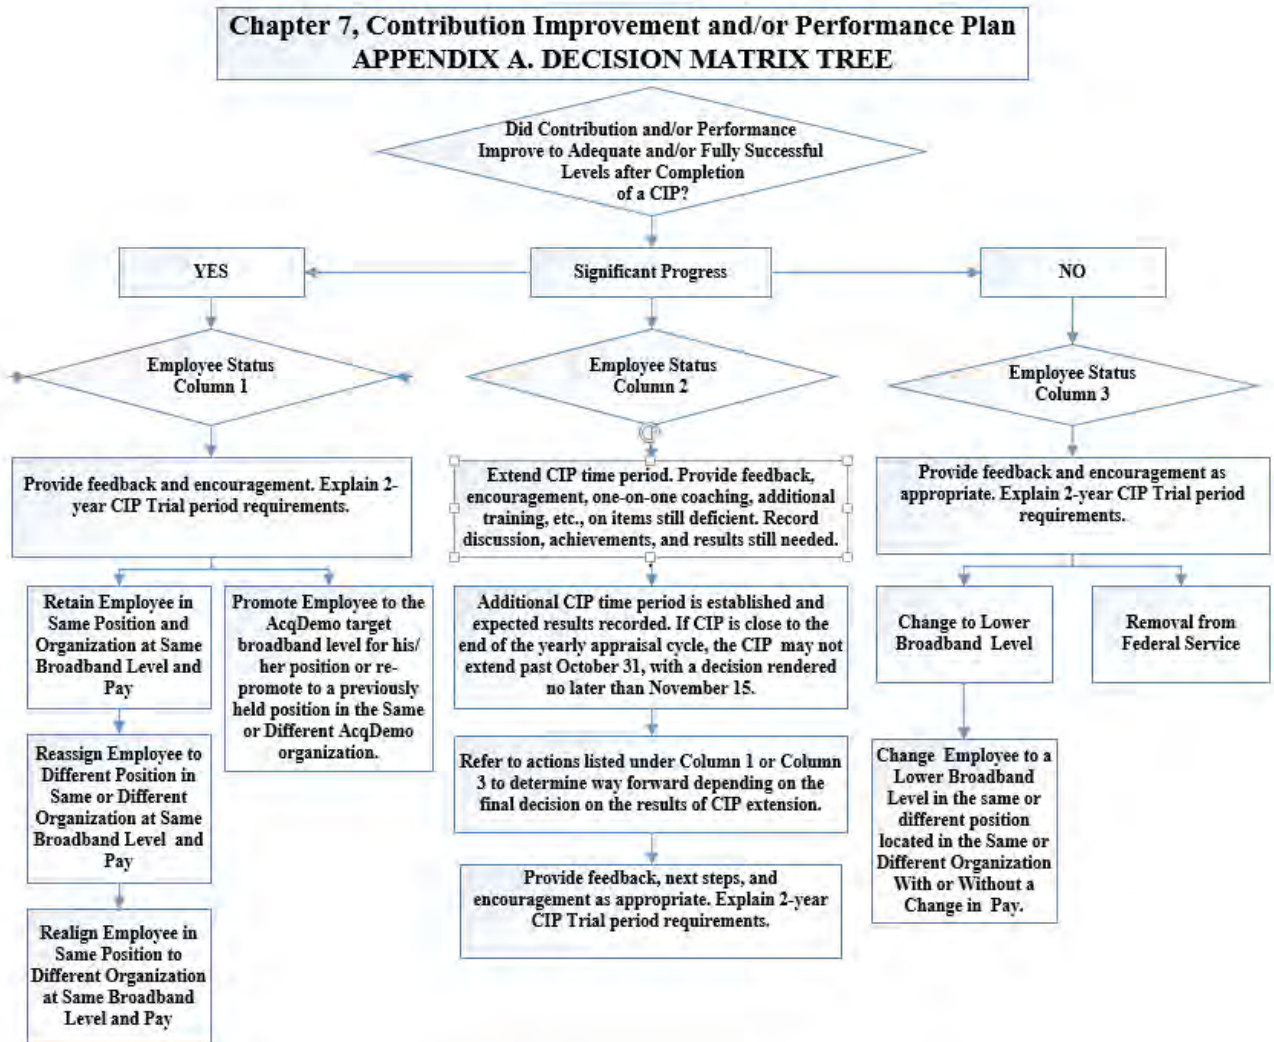 Chapter 7, Contribution Improvement and/or Performance Plan
APPENDIX A. DECISION MATRIX TREE
Did Contribution and/or Performance
Improve to Adequate and/or Fully Successful
Levels after Completion
of a CIP?
YES
Significant Progress
NO
Employee Status
Column 1
Employee Status
Column 2
Employee Status
Column 3
Provide feedback and encouragement. Explain 2-
year CIP Trial period requirements.
Extend CIP time period. Provide feedback,
encouragement, one-on-one coaching, additional
training, etc., on items still deficient. Record
discussion, achievements, and results still needed.
Provide feedback and encouragement as
appropriate. Explain 2-year CIP Trial period
requirements.
Retain Employee in
Same Position and
Organization at Same
Broadband Level and
Pay
Promote Employee to the
AcqDemo target
broadband level for his/
her position or re-
promote to a previously
held position in the Same
or Different AcqDemo
organization.
Additional CIP time period is established and
expected results recorded. If CIP is close to the
end of the yearly appraisal cycle, the CIP may not
extend past October 31, with a decision rendered
no later than November 15.
Change to Lower
Broadband Level
Removal from
Federal Service
Reassign Employee to
Different Position in
Same or Different
Organization at Same
Broadband Level and
Pay
Refer to actions listed under Column 1 or Column
3 to determine way forward depending on the
final decision on the results of CIP extension.
Change Employee to a
Lower Broadband
Level in the same or
different position
located in the Same or
Different Organization
With or Without a
Change in Pay.
Provide feedback, next steps, and
encouragement as appropriate. Explain 2-year
CIP Trial period requirements.
Realign Employee in
Same Position to
Different Organization
at Same Broadband
Level and Pay